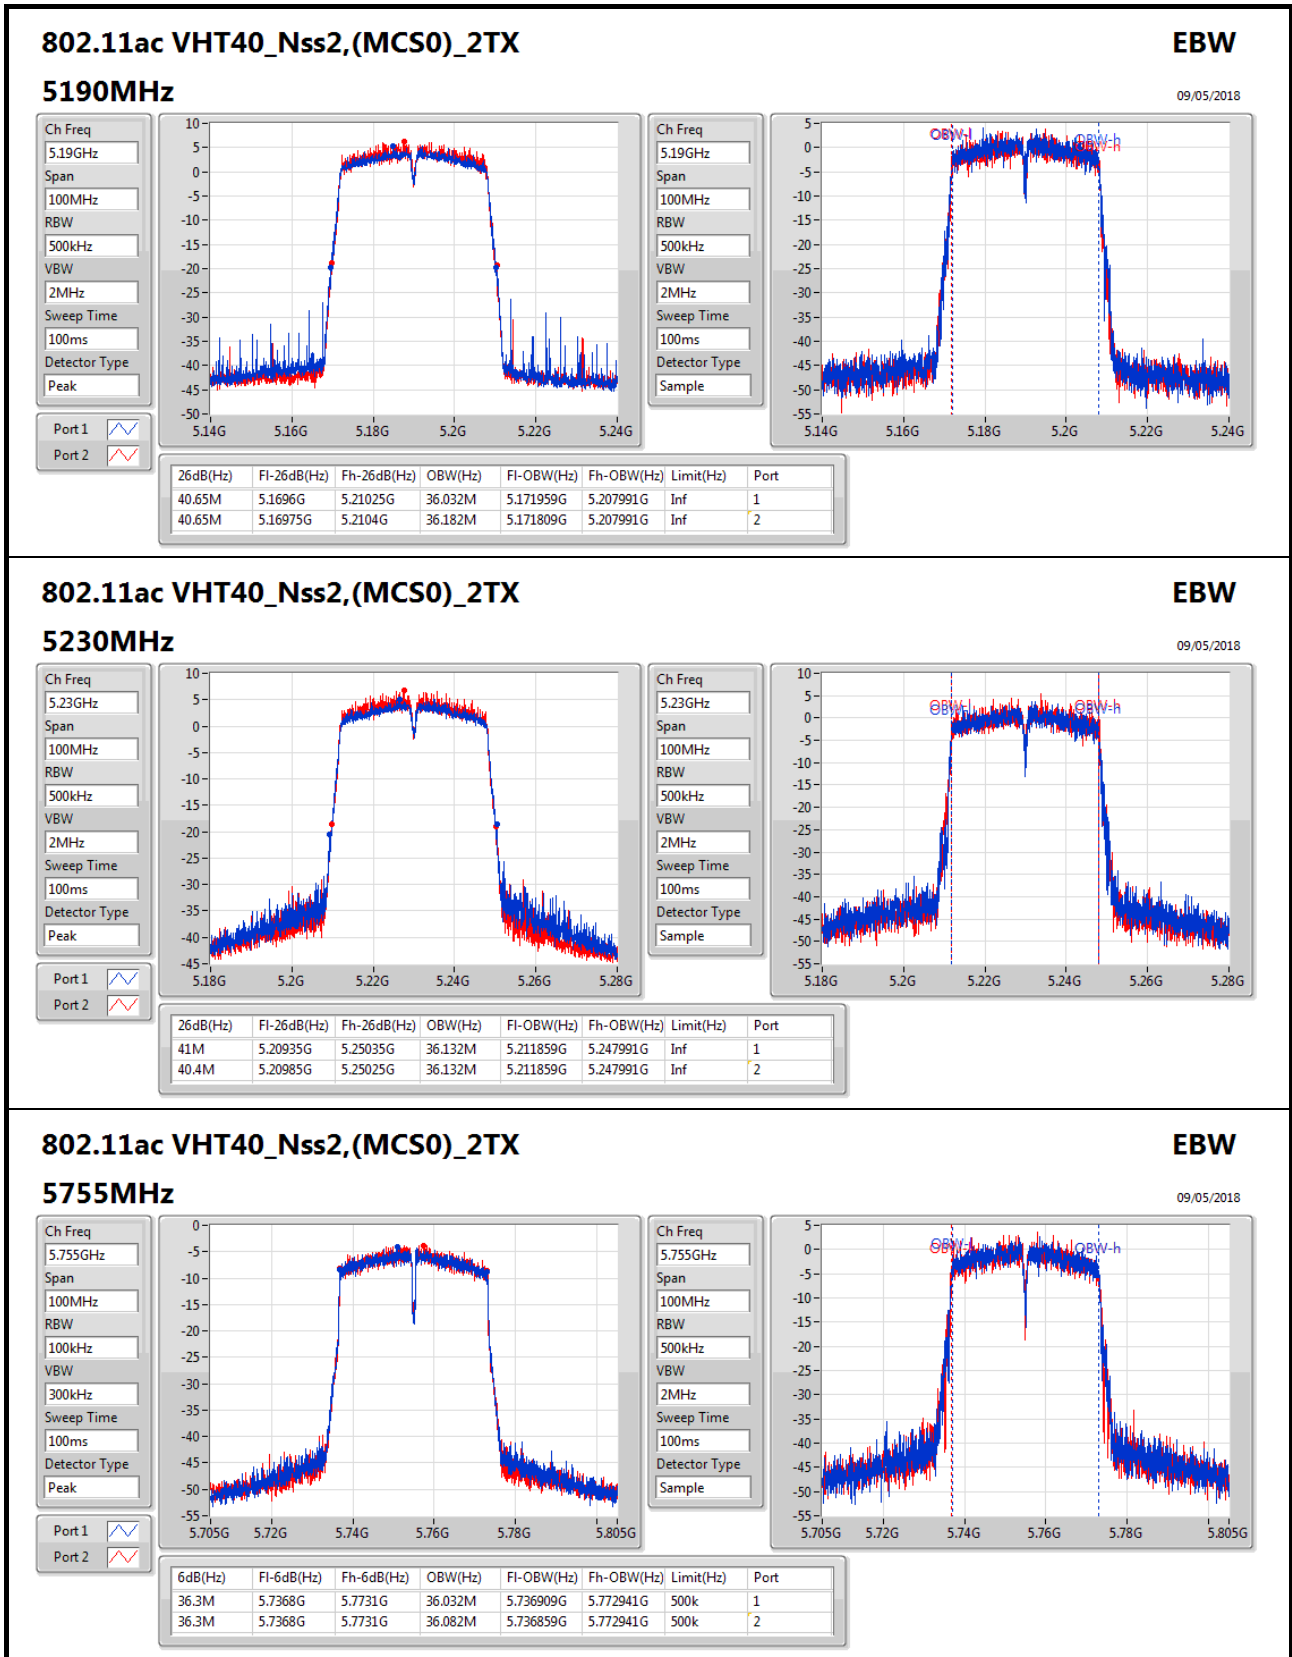 802.11ac VHT40_Nss2,(MCS0)_2TX EBW
5190MHz 09/05/2018
Ch Freq
5.19GHz
Span
100MHz
RBW
500kHz
VBW
2MHz
Sweep Time
100ms
Detector Type
Peak
Port 1
Port 2
10
5
0
-5
-10
-15
-20
-25
-30
-35
-40
-45
-50
5.14G 5.16G 5.18G 5.2G 5.22G 5.24G
Ch Freq
5.19GHz
Span
100MHz
RBW
500kHz
VBW
2MHz
Sweep Time
100ms
Detector Type
Sample
5
0
-5
-10
-15
-20
-25
-30
-35
-40
-45
-50
-55
OBW-l OBW-h
5.14G 5.16G 5.18G 5.2G 5.22G 5.24G
26dB(Hz) Fl-26dB(Hz) Fh-26dB(Hz) OBW(Hz) Fl-OBW(Hz) Fh-OBW(Hz) Limit(Hz) Port
40.65M 5.1696G 5.21025G 36.032M 5.171959G 5.207991G Inf 1
40.65M 5.16975G 5.2104G 36.182M 5.171809G 5.207991G Inf 2
802.11ac VHT40_Nss2,(MCS0)_2TX EBW
5230MHz 09/05/2018
Ch Freq
5.23GHz
Span
100MHz
RBW
500kHz
VBW
2MHz
Sweep Time
100ms
Detector Type
Peak
Port 1
Port 2
10
5
0
-5
-10
-15
-20
-25
-30
-35
-40
-45
5.18G 5.2G 5.22G 5.24G 5.26G 5.28G
Ch Freq
5.23GHz
Span
100MHz
RBW
500kHz
VBW
2MHz
Sweep Time
100ms
Detector Type
Sample
10
5
0
-5
-10
-15
-20
-25
-30
-35
-40
-45
-50
-55
OBW-l OBW-h
5.18G 5.2G 5.22G 5.24G 5.26G 5.28G
26dB(Hz) Fl-26dB(Hz) Fh-26dB(Hz) OBW(Hz) Fl-OBW(Hz) Fh-OBW(Hz) Limit(Hz) Port
41M 5.20935G 5.25035G 36.132M 5.211859G 5.247991G Inf 1
40.4M 5.20985G 5.25025G 36.132M 5.211859G 5.247991G Inf 2
802.11ac VHT40_Nss2,(MCS0)_2TX EBW
5755MHz 09/05/2018
Ch Freq
5.755GHz
Span
100MHz
RBW
100kHz
VBW
300kHz
Sweep Time
100ms
Detector Type
Peak
Port 1
Port 2
0
-5
-10
-15
-20
-25
-30
-35
-40
-45
-50
-55
5.705G 5.72G 5.74G 5.76G 5.78G 5.805G
Ch Freq
5.755GHz
Span
100MHz
RBW
500kHz
VBW
2MHz
Sweep Time
100ms
Detector Type
Sample
5
0
-5
-10
-15
-20
-25
-30
-35
-40
-45
-50
-55
OBW-l OBW-h
5.705G 5.72G 5.74G 5.76G 5.78G 5.805G
6dB(Hz) Fl-6dB(Hz) Fh-6dB(Hz) OBW(Hz) Fl-OBW(Hz) Fh-OBW(Hz) Limit(Hz) Port
36.3M 5.7368G 5.7731G 36.032M 5.736909G 5.772941G 500k 1
36.3M 5.7368G 5.7731G 36.082M 5.736859G 5.772941G 500k 2